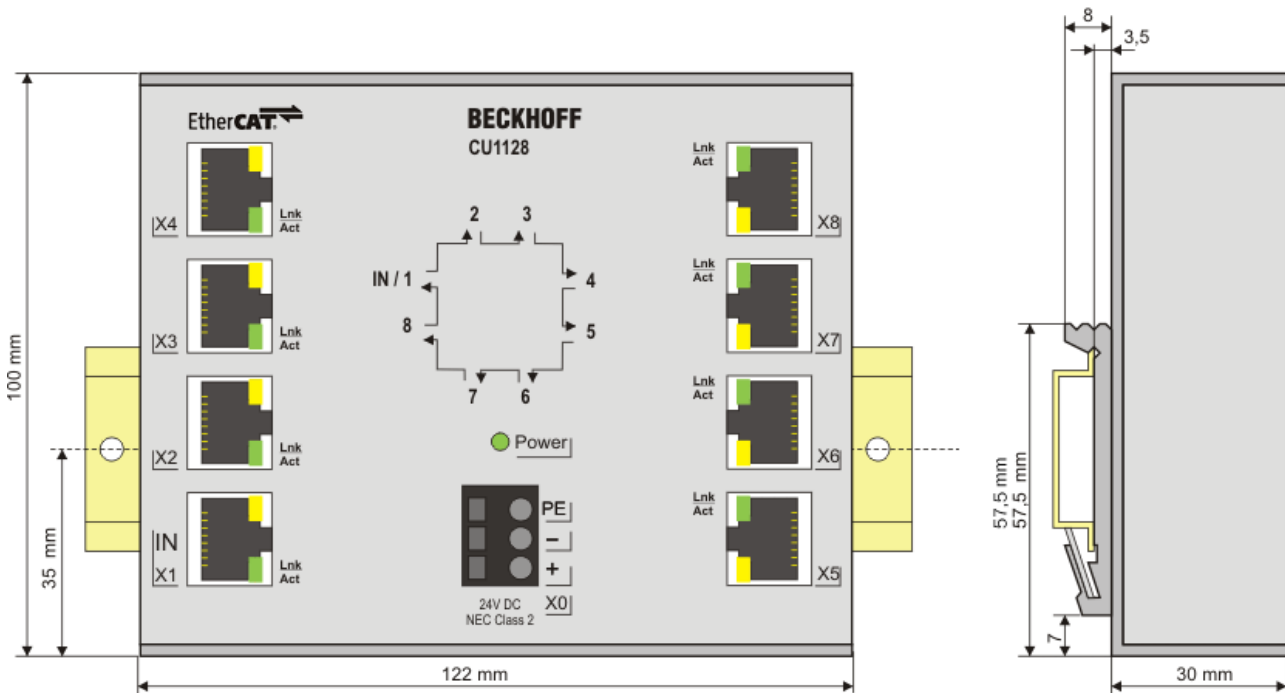 8
3,5
EtherCAT®
BECKHOFF
CU1128
X4
Lnk
Act
X3
Lnk
Act
X2
Lnk
Act
IN
X1
Lnk
Act
2
3
IN / 1
4
8
5
7
6
Power
PE
−
+
X0
24V DC
NEC Class 2
Lnk
Act
X8
Lnk
Act
X7
Lnk
Act
X6
Lnk
Act
X5
100 mm
35 mm
122 mm
57,5 mm
57,5 mm
7
30 mm